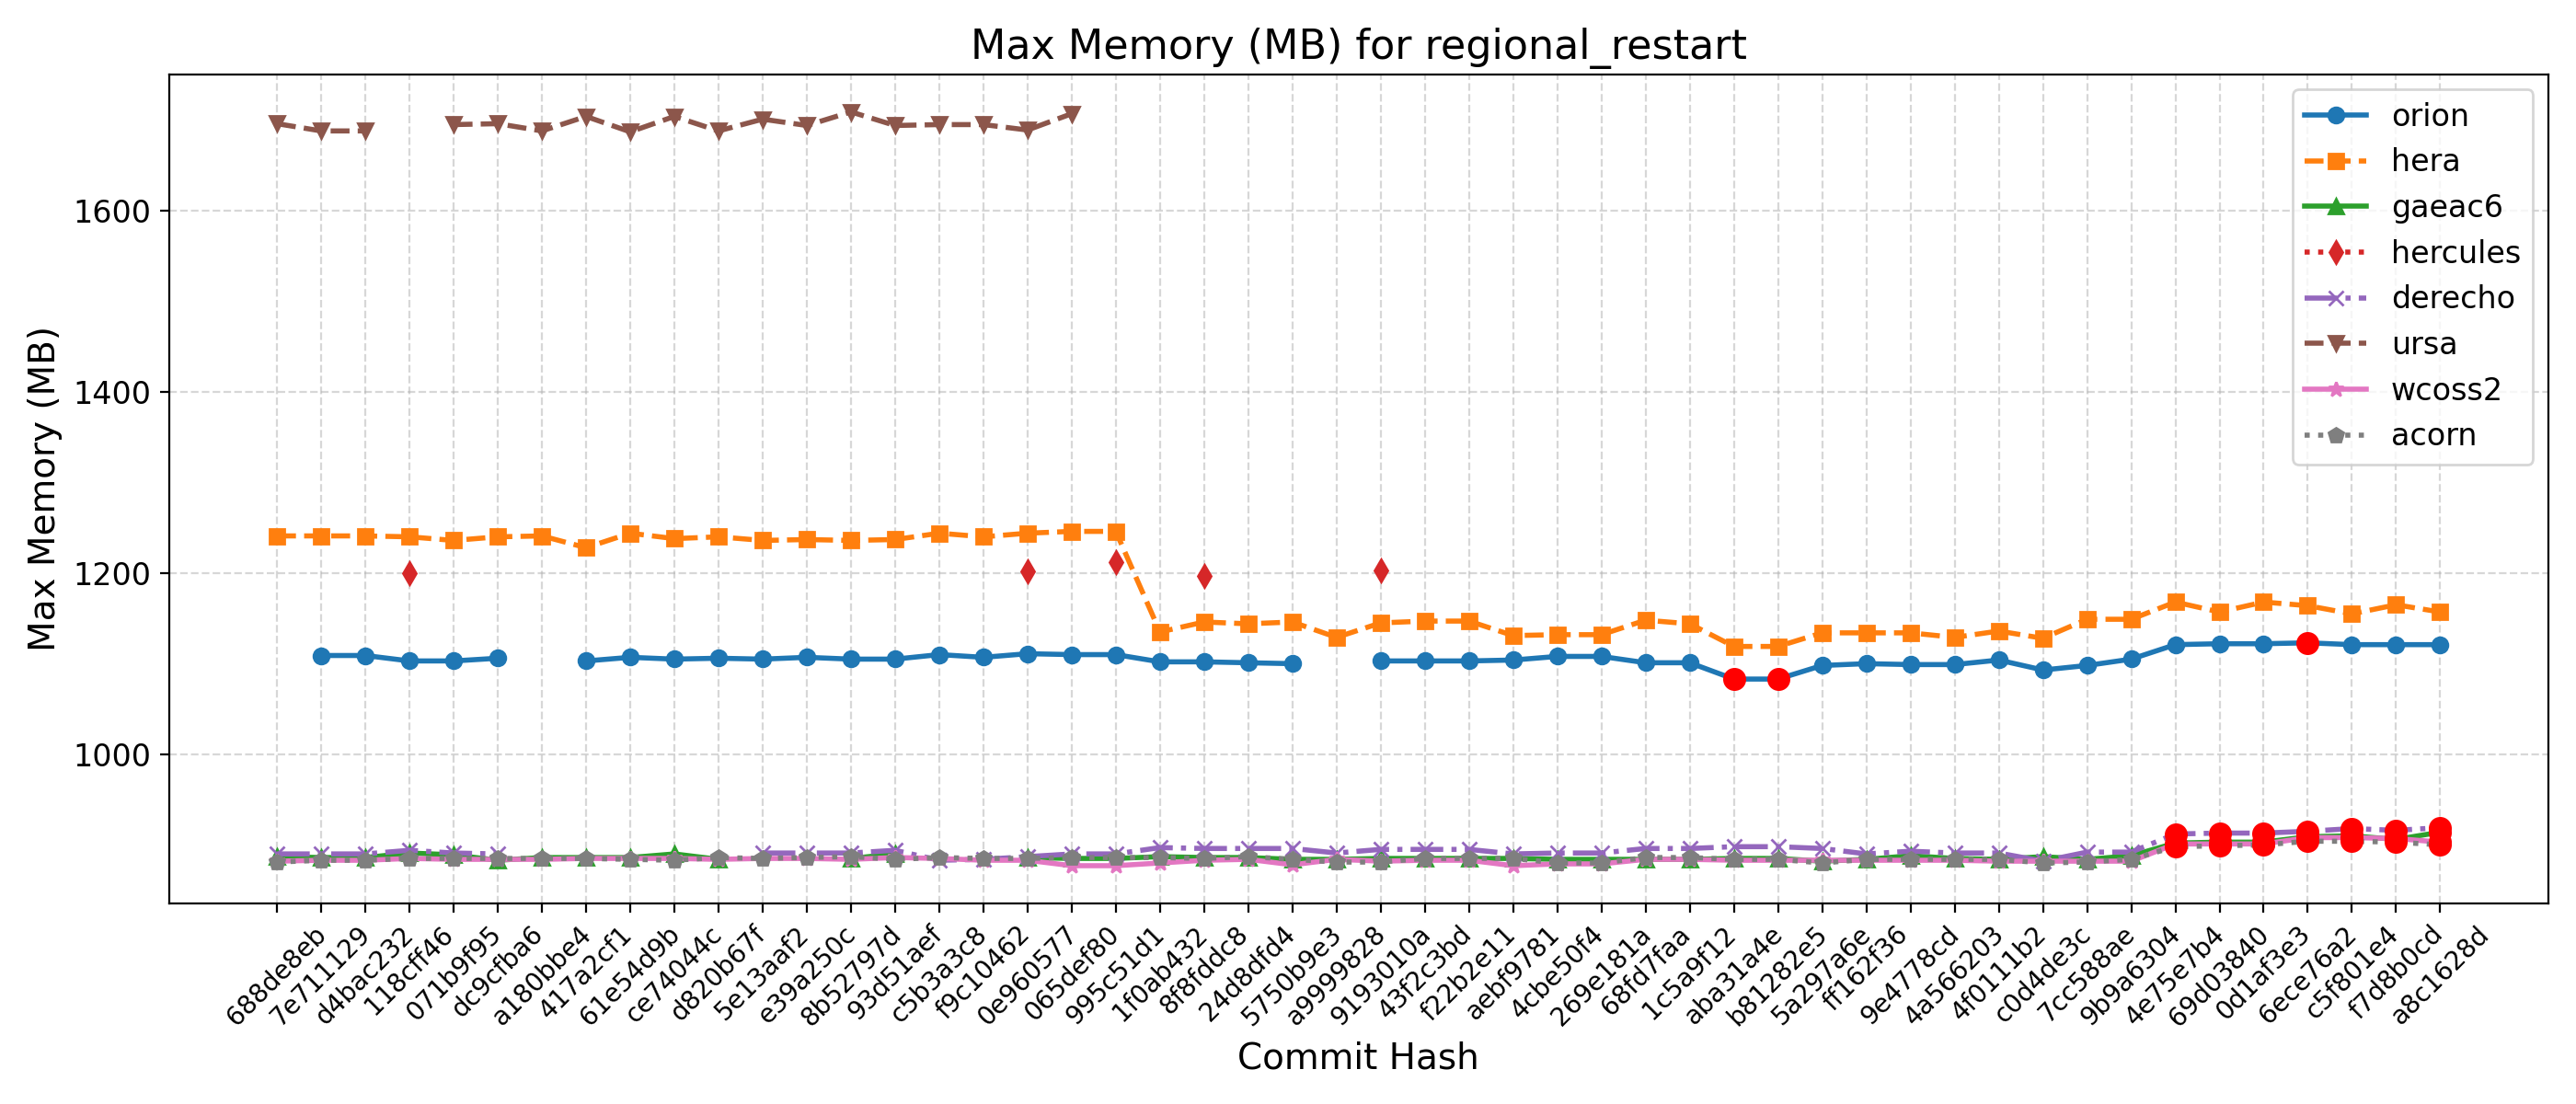 Max Memory (MB) for regional_restart
Max Memory (MB)
1600
1400
1200
1000
orion
hera
gaeac6
hercules
derecho
ursa
wcoss2
acorn
688de8eb
7e711129
d4bac232
118cff46
071b9f95
dc9cfba6
a180bbe4
417a2cf1
61e54d9b
ce74044c
d820b67f
5e13aaf2
e39a250c
8b52797d
93d51aef
c5b3a3c8
f9c10462
0e960577
065def80
995c51d1
1f0ab432
8f8fddc8
24d8dfd4
5750b9e3
a9999828
9193010a
43f2c3bd
f22b2e11
aebf9781
4cbe50f4
269e181a
68fd7faa
1c5a9f12
aba31a4e
b81282e5
5a297a6e
ff162f36
9e4778cd
4a566203
4f0111b2
c0d4de3c
7cc588ae
9b9a6304
4e75e7b4
69d03840
0d1af3e3
6ece76a2
c5f801e4
f7d8b0cd
a8c1628d
Commit Hash